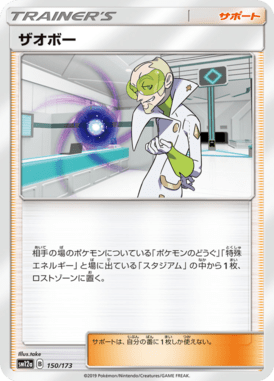 TRAINER'S
サポート
ザオボー
相手の場のポケモンについている「ポケモンのどうぐ」「特殊
エネルギー」と場に出ている「スタジアム」の中から1枚、
ロストゾーンに置く。
サポートは、自分の番に1枚しか使えない。
Illus.take
SM12a 150/173
©2019 Pokémon/Nintendo/Creatures/GAME FREAK.